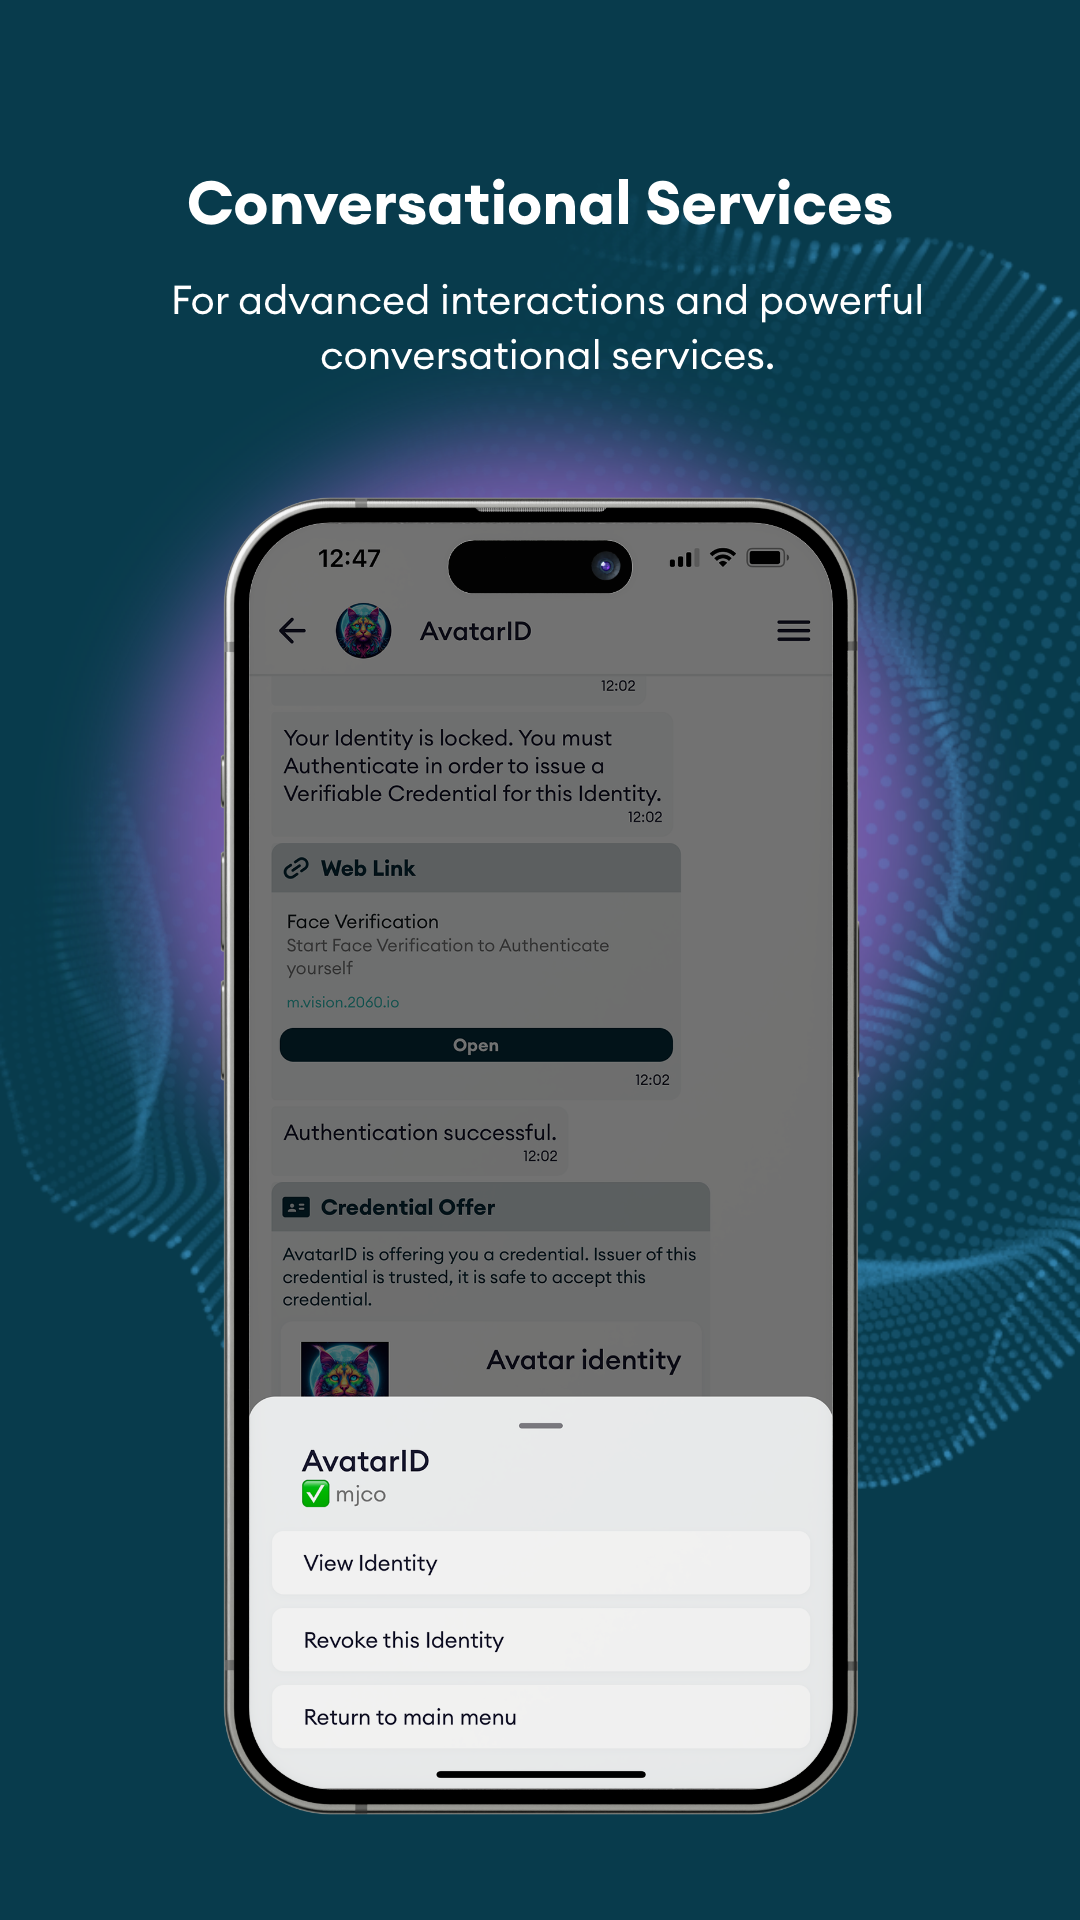 Conversational Services
For advanced interactions and powerful
conversational services.
12:47
AvatarID
12:02
Your Identity is locked. You must
Authenticate in order to issue a
Verifiable Credential for this Identity.
12:02
Web Link
Face Verification
Start Face Verification to Authenticate
yourself
m.vision.2060.io
Open
12:02
Authentication successful.
12:02
Credential Offer
AvatarID is offering you a credential. Issuer of this
credential is trusted, it is safe to accept this
credential.
Avatar identity
AvatarID
✅ mjco
View Identity
Revoke this Identity
Return to main menu